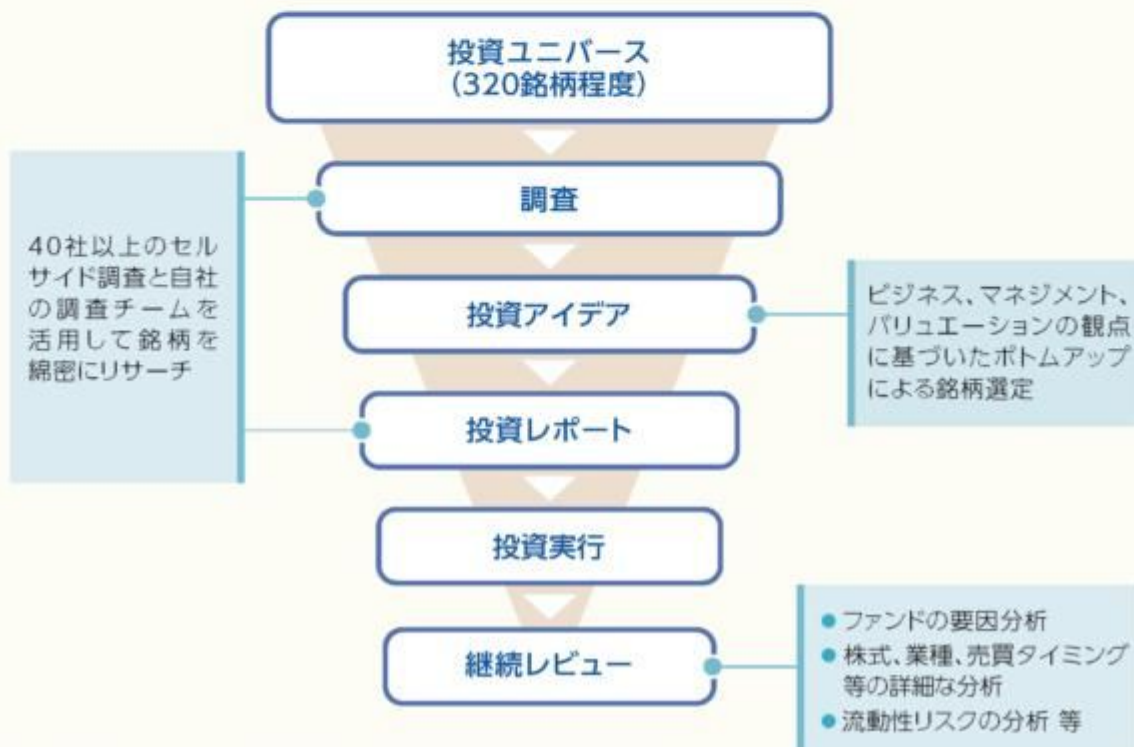 投資ユニバース
(320銘柄程度)
調査
40社以上のセル
サイド調査と自社
の調査チームを
活用して銘柄を
綿密にリサーチ
投資アイデア
ビジネス、マネジメント、
バリュエーションの観点
に基づいたボトムアップ
による銘柄選定
投資レポート
投資実行
継続レビュー
●ファンドの要因分析
●株式、業種、売買タイミング
等の詳細な分析
●流動性リスクの分析 等